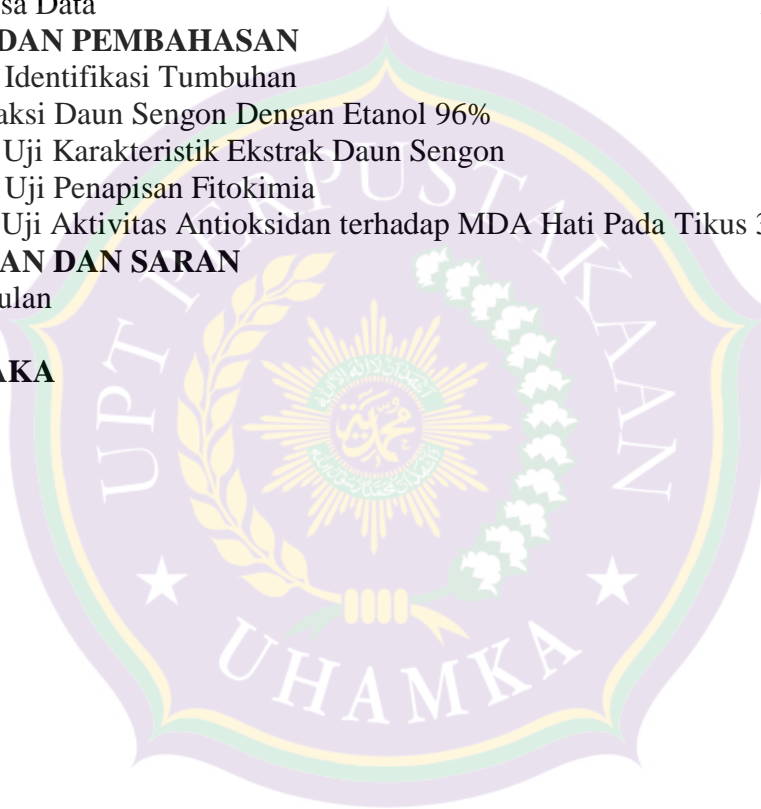 sa Data
DAN PEMBAHASAN
Identifikasi Tumbuhan
aksi Daun Sengon Dengan Etanol 96%
Uji Karakteristik Ekstrak Daun Sengon
Uji Penapisan Fitokimia
Uji Aktivitas Antioksidan terhadap MDA Hati Pada Tikus 3
AN DAN SARAN
ulan
AKA
UPT PERPUSTAKAAN
UHAMKA